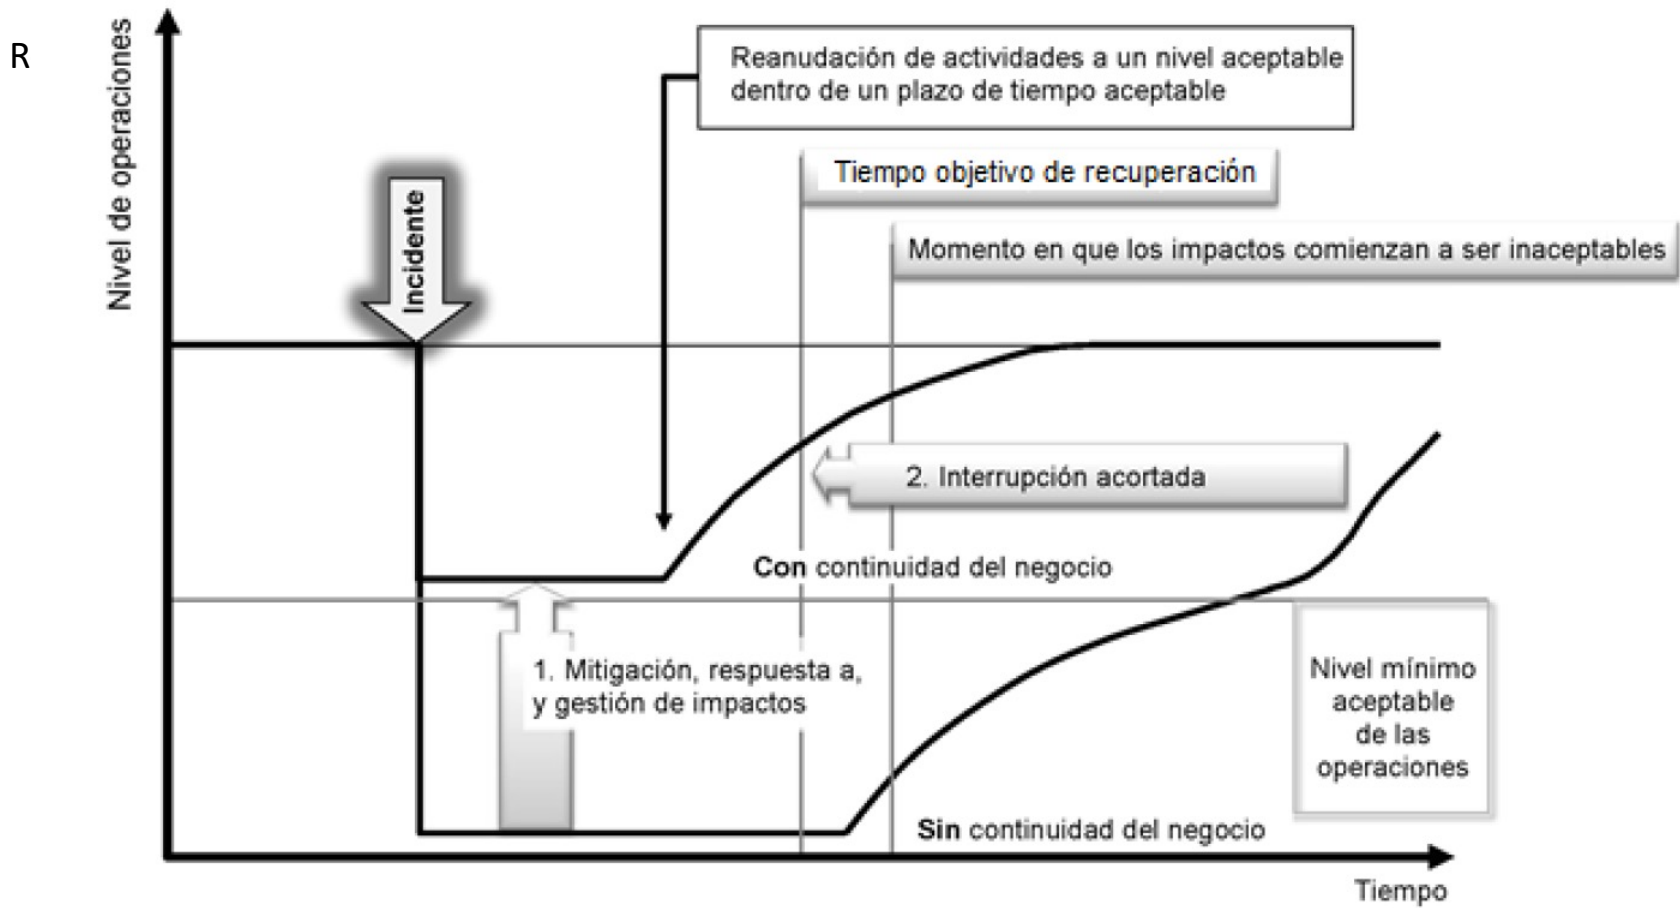 R
Nivel de operaciones
Reanudación de actividades a un nivel aceptable
dentro de un plazo de tiempo aceptable
Tiempo objetivo de recuperación
Incidente
Momento en que los impactos comienzan a ser inaceptables
2. Interrupción acortada
Con continuidad del negocio
1. Mitigación, respuesta a,
y gestión de impactos
Nivel mínimo
aceptable
de las
operaciones
Sin continuidad del negocio
Tiempo